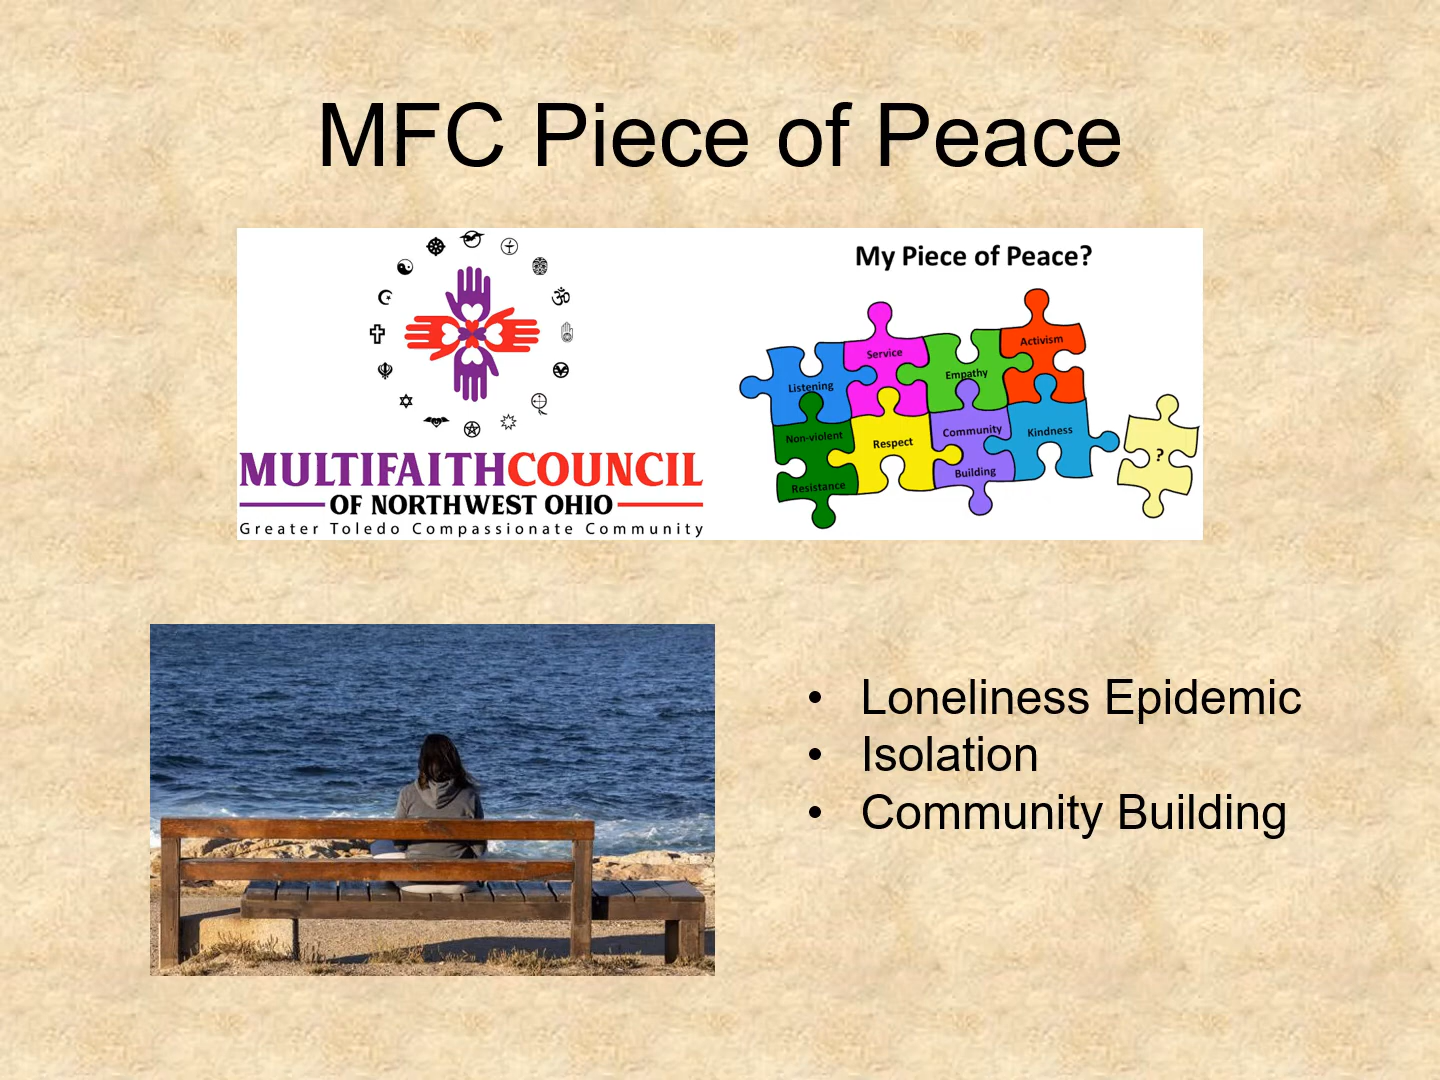 MFC Piece of Peace
MULTIFAITHCOUNCIL
OF NORTHWEST OHIO
Greater Toledo Compassionate Community
My Piece of Peace?
Listening
Service
Empathy
Activism
Non-violent
Resistance
Respect
Community
Building
Kindness
?
• Loneliness Epidemic
• Isolation
• Community Building